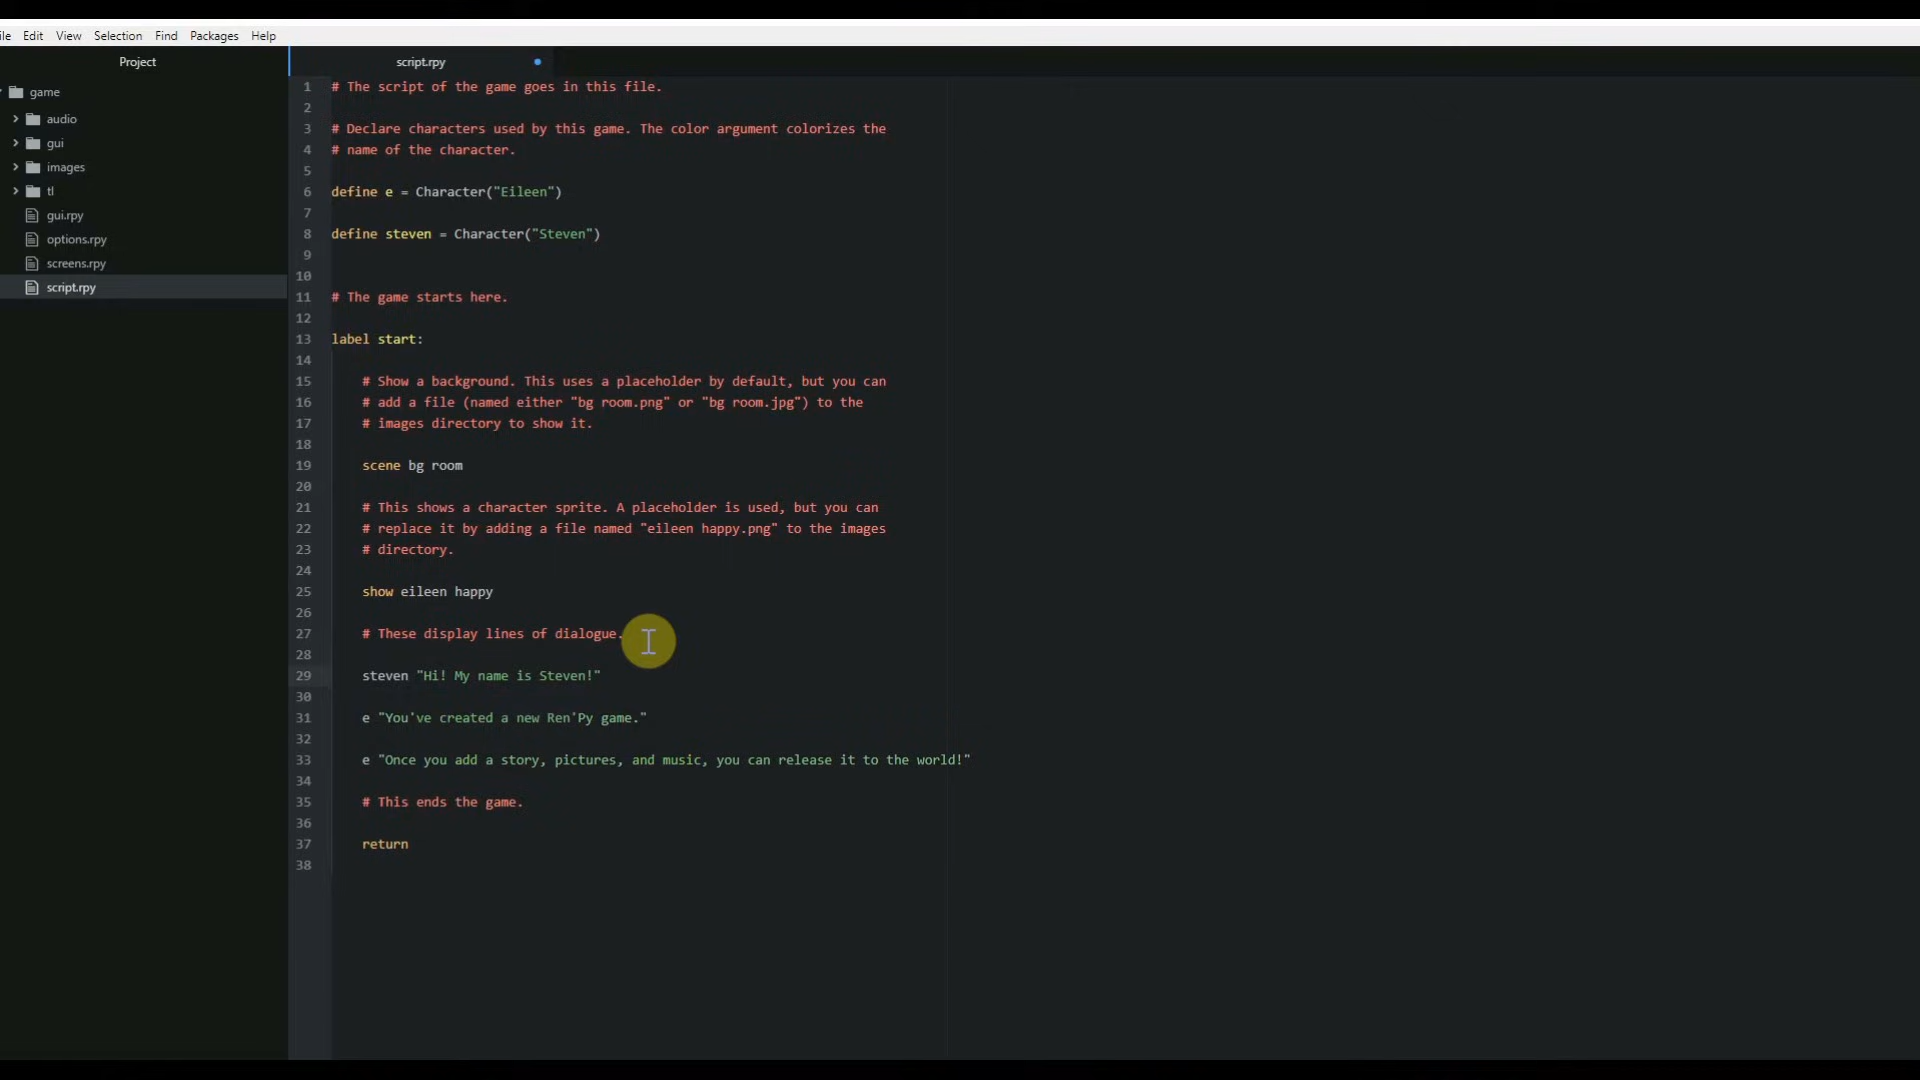 ile Edit View Selection Find Packages Help
Project
script.rpy
game
audio
gui
images
tl
gui.rpy
options.rpy
screens.rpy
script.rpy
1 # The script of the game goes in this file.
2
3 # Declare characters used by this game. The color argument colorizes the
4 # name of the character.
5
6 define e = Character("Eileen")
7
8 define steven = Character("Steven")
9
10
11 # The game starts here.
12
13 label start:
14
15 # Show a background. This uses a placeholder by default, but you can
16 # add a file (named either "bg room.png" or "bg room.jpg") to the
17 # images directory to show it.
18
19 scene bg room
20
21 # This shows a character sprite. A placeholder is used, but you can
22 # replace it by adding a file named "eileen happy.png" to the images
23 # directory.
24
25 show eileen happy
26
27 # These display lines of dialogue.
28
29 steven "Hi! My name is Steven!"
30
31 e "You've created a new Ren'Py game."
32
33 e "Once you add a story, pictures, and music, you can release it to the world!"
34
35 # This ends the game.
36
37 return
38